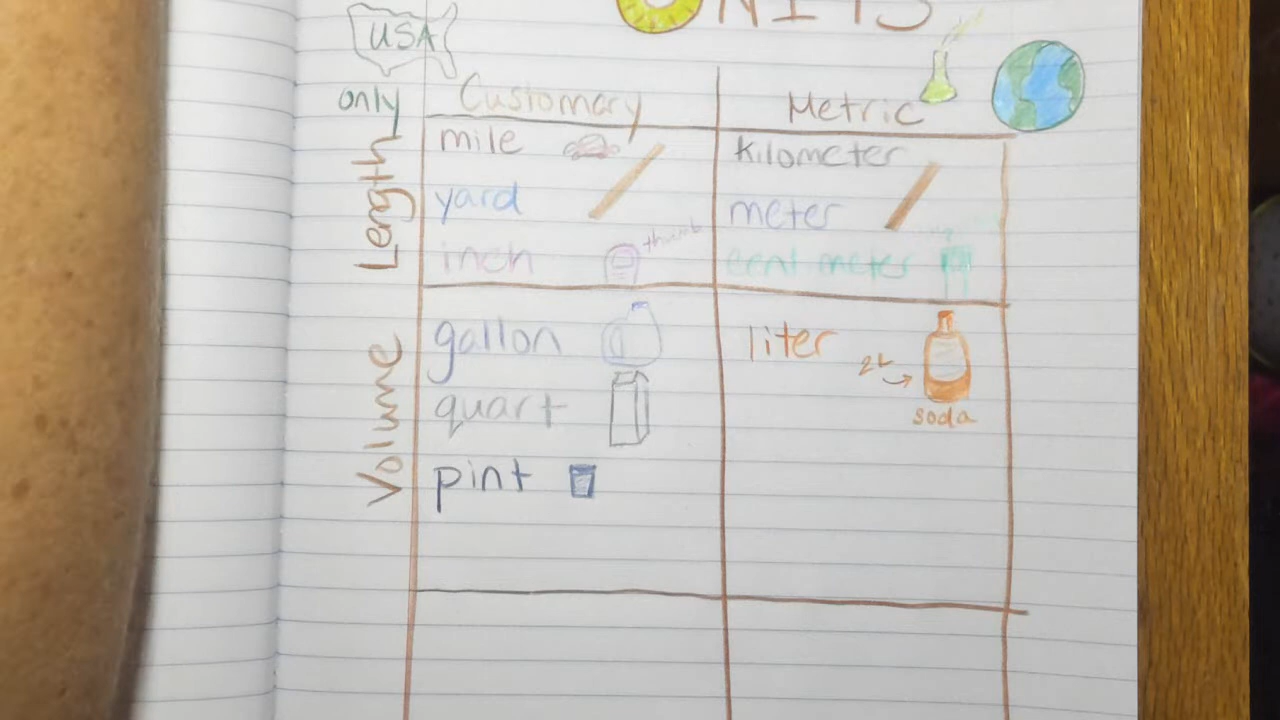 UNITS
USA
only
Customary
Metric
Length
mile
kilometer
yard
meter
inch
thumb
centimeter
Volume
gallon
liter
2L
soda
quart
pint